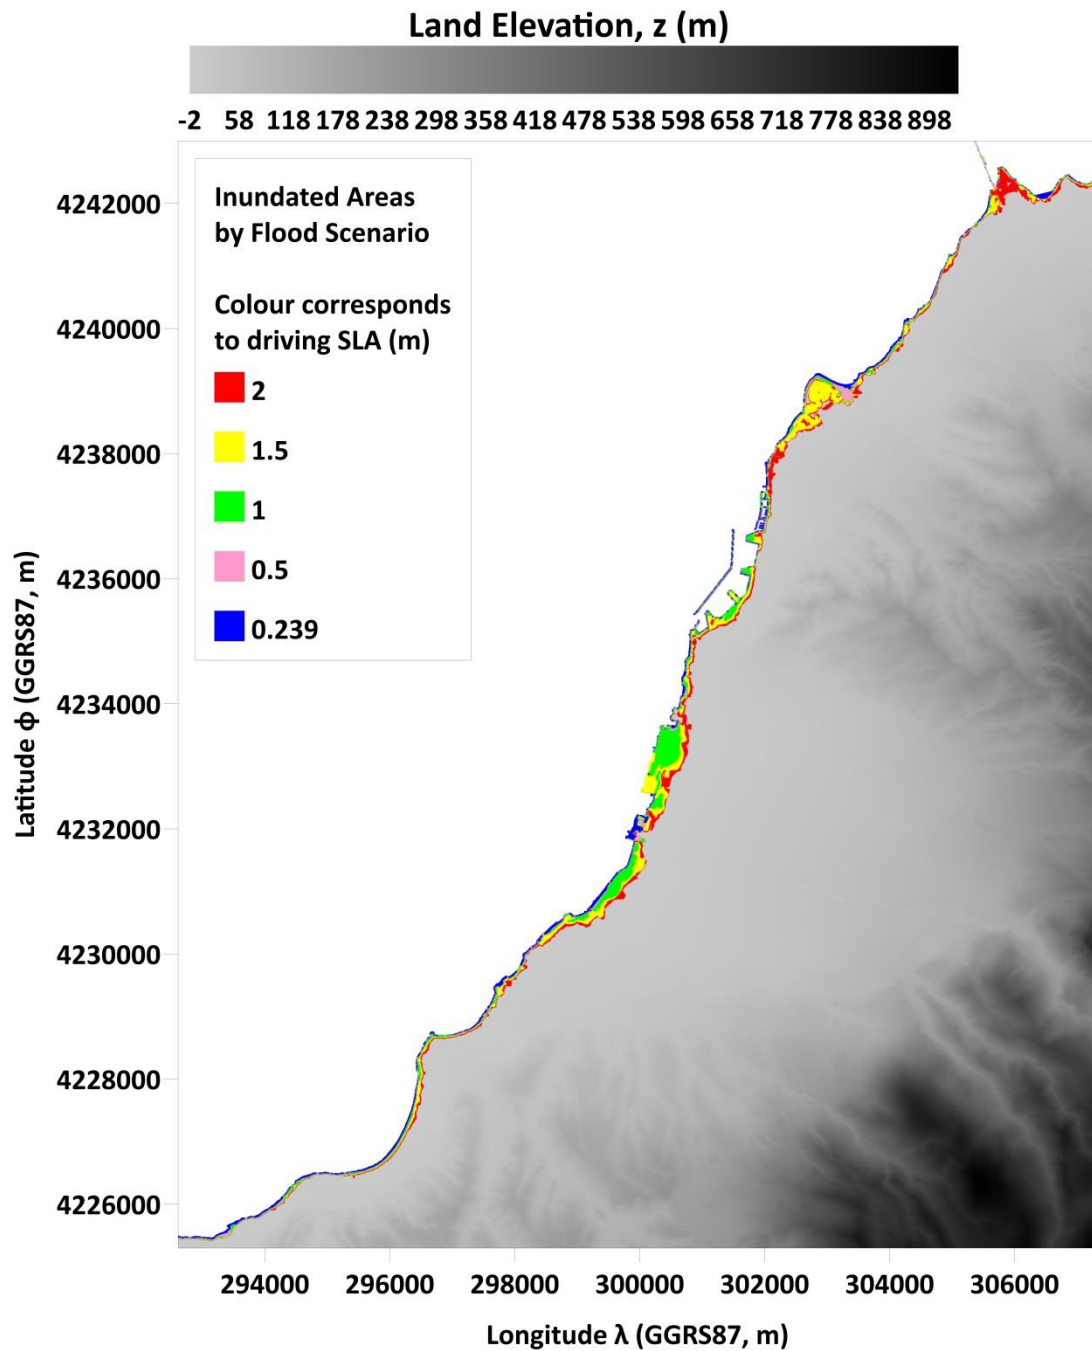 Land Elevation, z (m)
-2 58 118 178 238 298 358 418 478 538 598 658 718 778 838 898
Inundated Areas
by Flood Scenario
Colour corresponds
to driving SLA (m)
2
1.5
1
0.5
0.239
4242000
4240000
4238000
4236000
4234000
4232000
4230000
4228000
4226000
Latitude ϕ (GGRS87, m)
294000 296000 298000 300000 302000 304000 306000
Longitude λ (GGRS87, m)